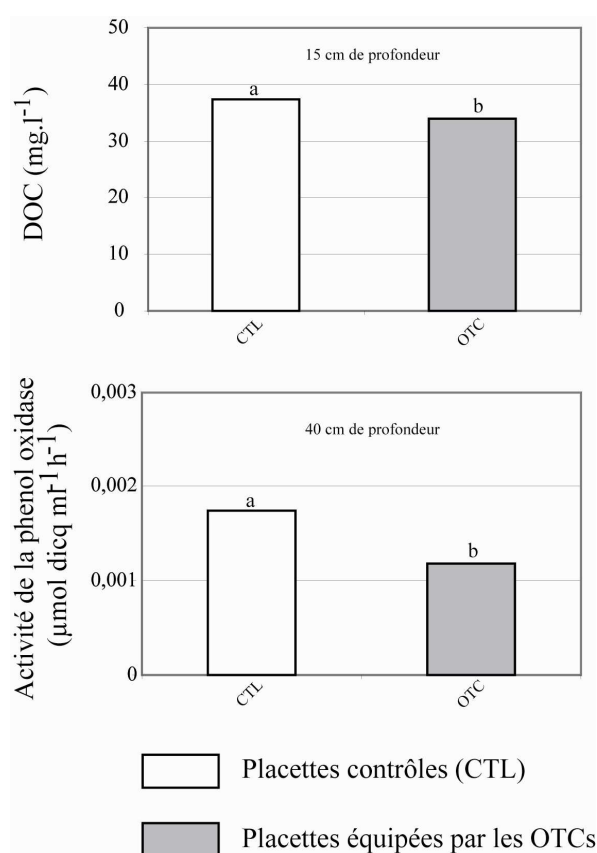 50
15 cm de profondeur
40
a
b
30
20
10
0
DOC (mg.l-1)
CTL
OTC
0,003
40 cm de profondeur
0,002
a
b
0,001
0
Activité de la phenol oxidase
(µmol dicq ml-1 h-1)
CTL
OTC
Placettes contrôles (CTL)
Placettes équipées par les OTCs